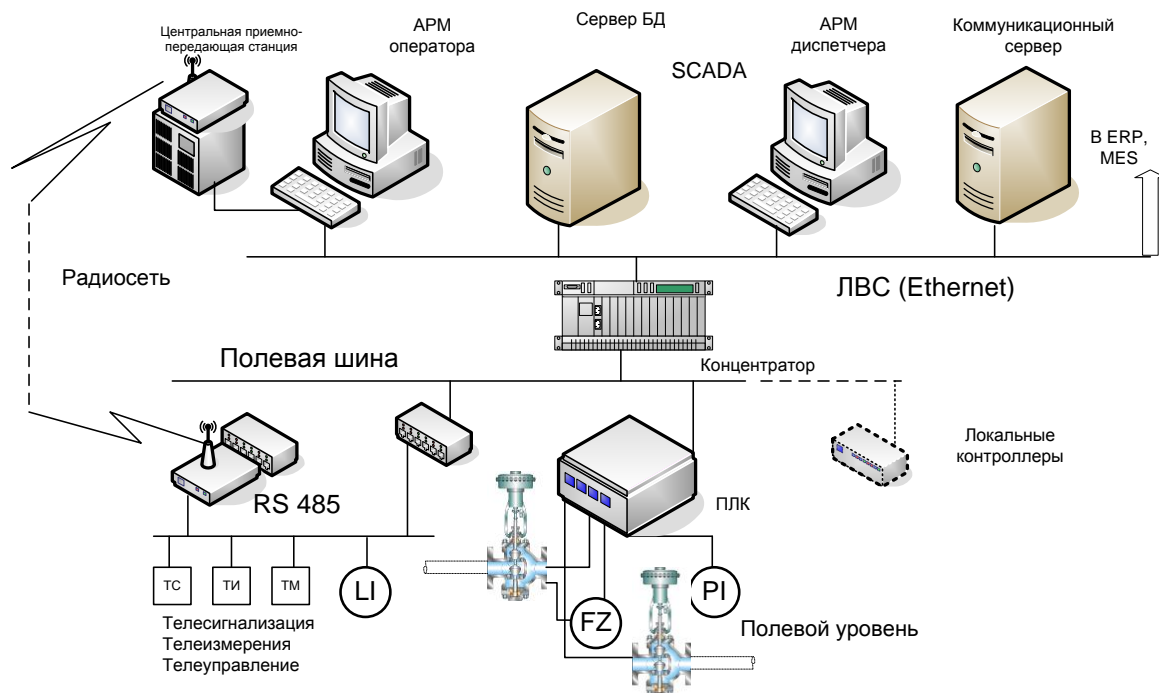 Центральная приемно-
передающая станция
АРМ
оператора
Сервер БД
SCADA
АРМ
диспетчера
Коммуникационный
сервер
В ERP,
MES
Радиосеть
ЛВС (Ethernet)
Полевая шина
Концентратор
Локальные
контроллеры
RS 485
ПЛК
ТС
ТИ
ТМ
LI
FZ
PI
Телесигнализация
Телеизмерения
Телеуправление
Полевой уровень